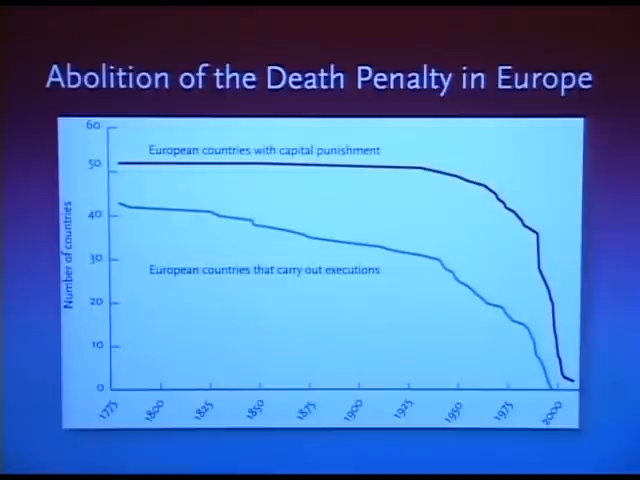 Abolition of the Death Penalty in Europe
60
European countries with capital punishment
50
40
Number of countries
30
European countries that carry out executions
20
10
0
1775 1800 1825 1850 1875 1900 1925 1950 1975 2000